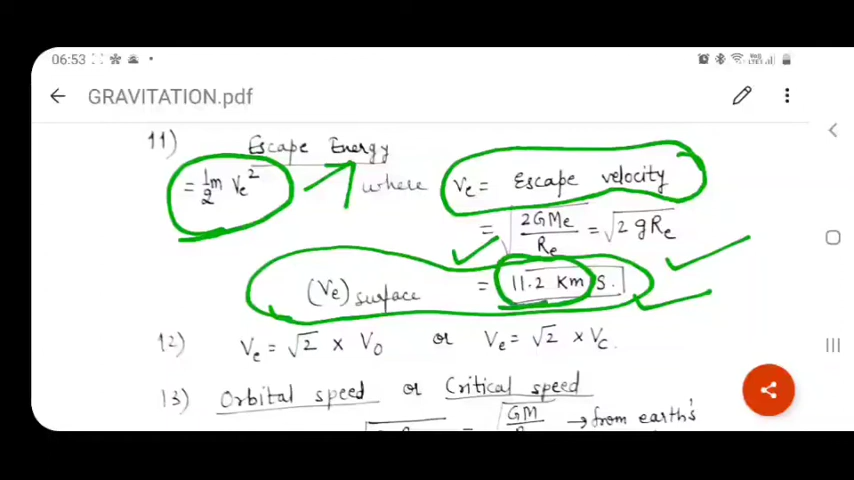 06:53
GRAVITATION.pdf
11) Escape Energy
= 1/2 m Ve² where Ve = Escape velocity
= √(2GMe/Re) = √(2gRe)
(Ve) surface = 11.2 Km/S.
12) Ve = √2 × V0 or Ve = √2 × Vc.
13) Orbital speed or Critical speed
= √(GM/ → from earth's